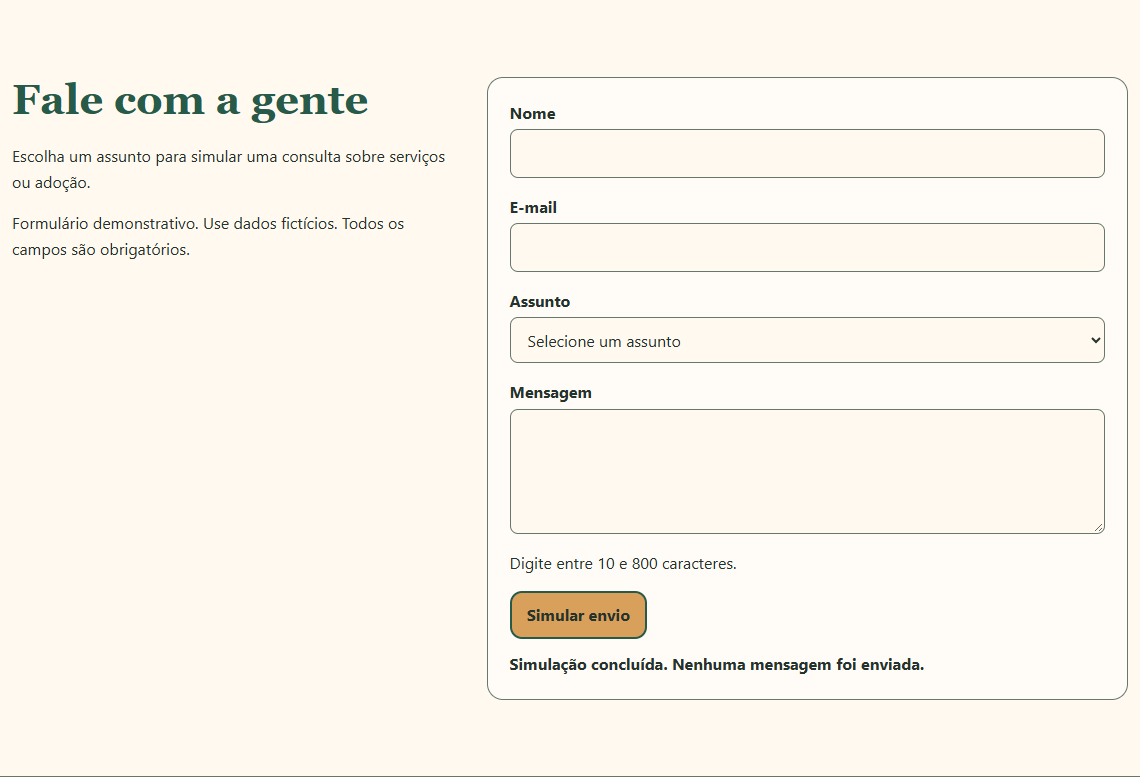 Fale com a gente
Escolha um assunto para simular uma consulta sobre serviços
ou adoção.
Formulário demonstrativo. Use dados fictícios. Todos os
campos são obrigatórios.
Nome
E-mail
Assunto
Selecione um assunto
Mensagem
Digite entre 10 e 800 caracteres.
Simular envio
Simulação concluída. Nenhuma mensagem foi enviada.